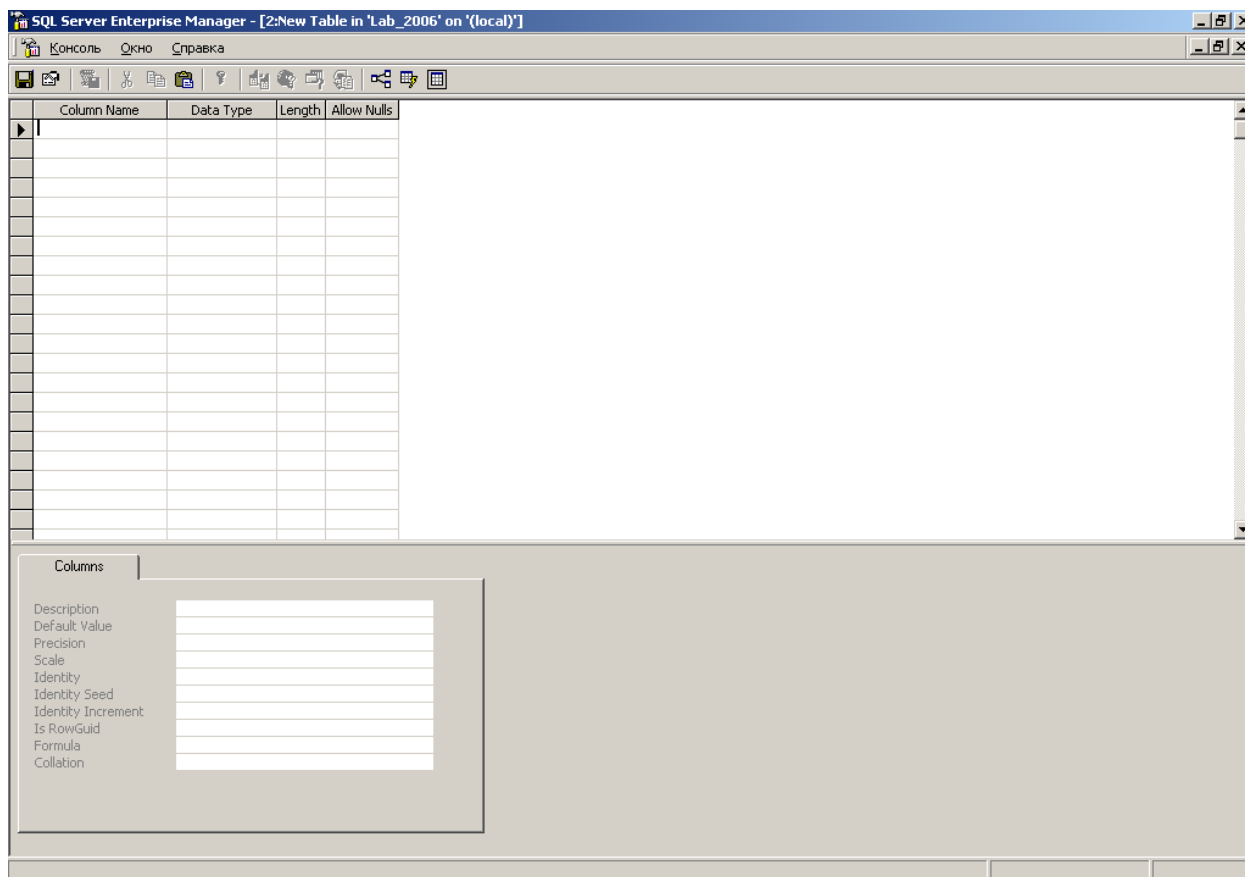 SQL Server Enterprise Manager - [2:New Table in 'Lab_2006' on '(local)']
Консоль Окно Справка
Column Name Data Type Length Allow Nulls
Columns
Description
Default Value
Precision
Scale
Identity
Identity Seed
Identity Increment
Is RowGuid
Formula
Collation